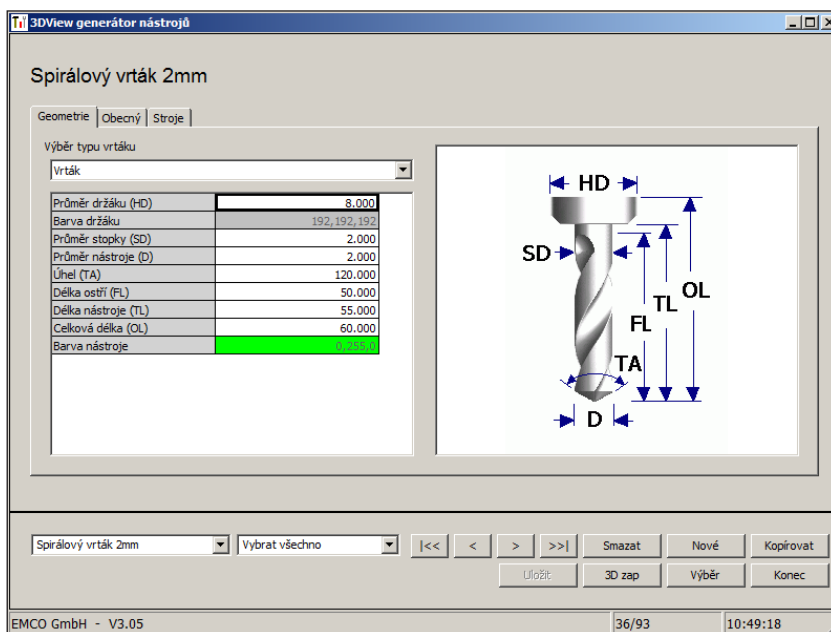 3DView generátor nástrojů
Spirálový vrták 2mm
Geometrie Obecný Stroje
Výběr typu vrtáku
Vrták
Průměr držáku (HD) 8.000
Barva držáku 192,192,192
Průměr stopky (SD) 2.000
Průměr nástroje (D) 2.000
Úhel (TA) 120.000
Délka ostří (FL) 50.000
Délka nástroje (TL) 55.000
Celková délka (OL) 60.000
Barva nástroje 0,255,0
HD
SD
OL
TL
FL
TA
D
Spirálový vrták 2mm Vybrat všechno |<< < > >>| Smazat Nové Kopírovat
Uložit 3D zap Výběr Konec
EMCO GmbH - V3.05 36/93 10:49:18